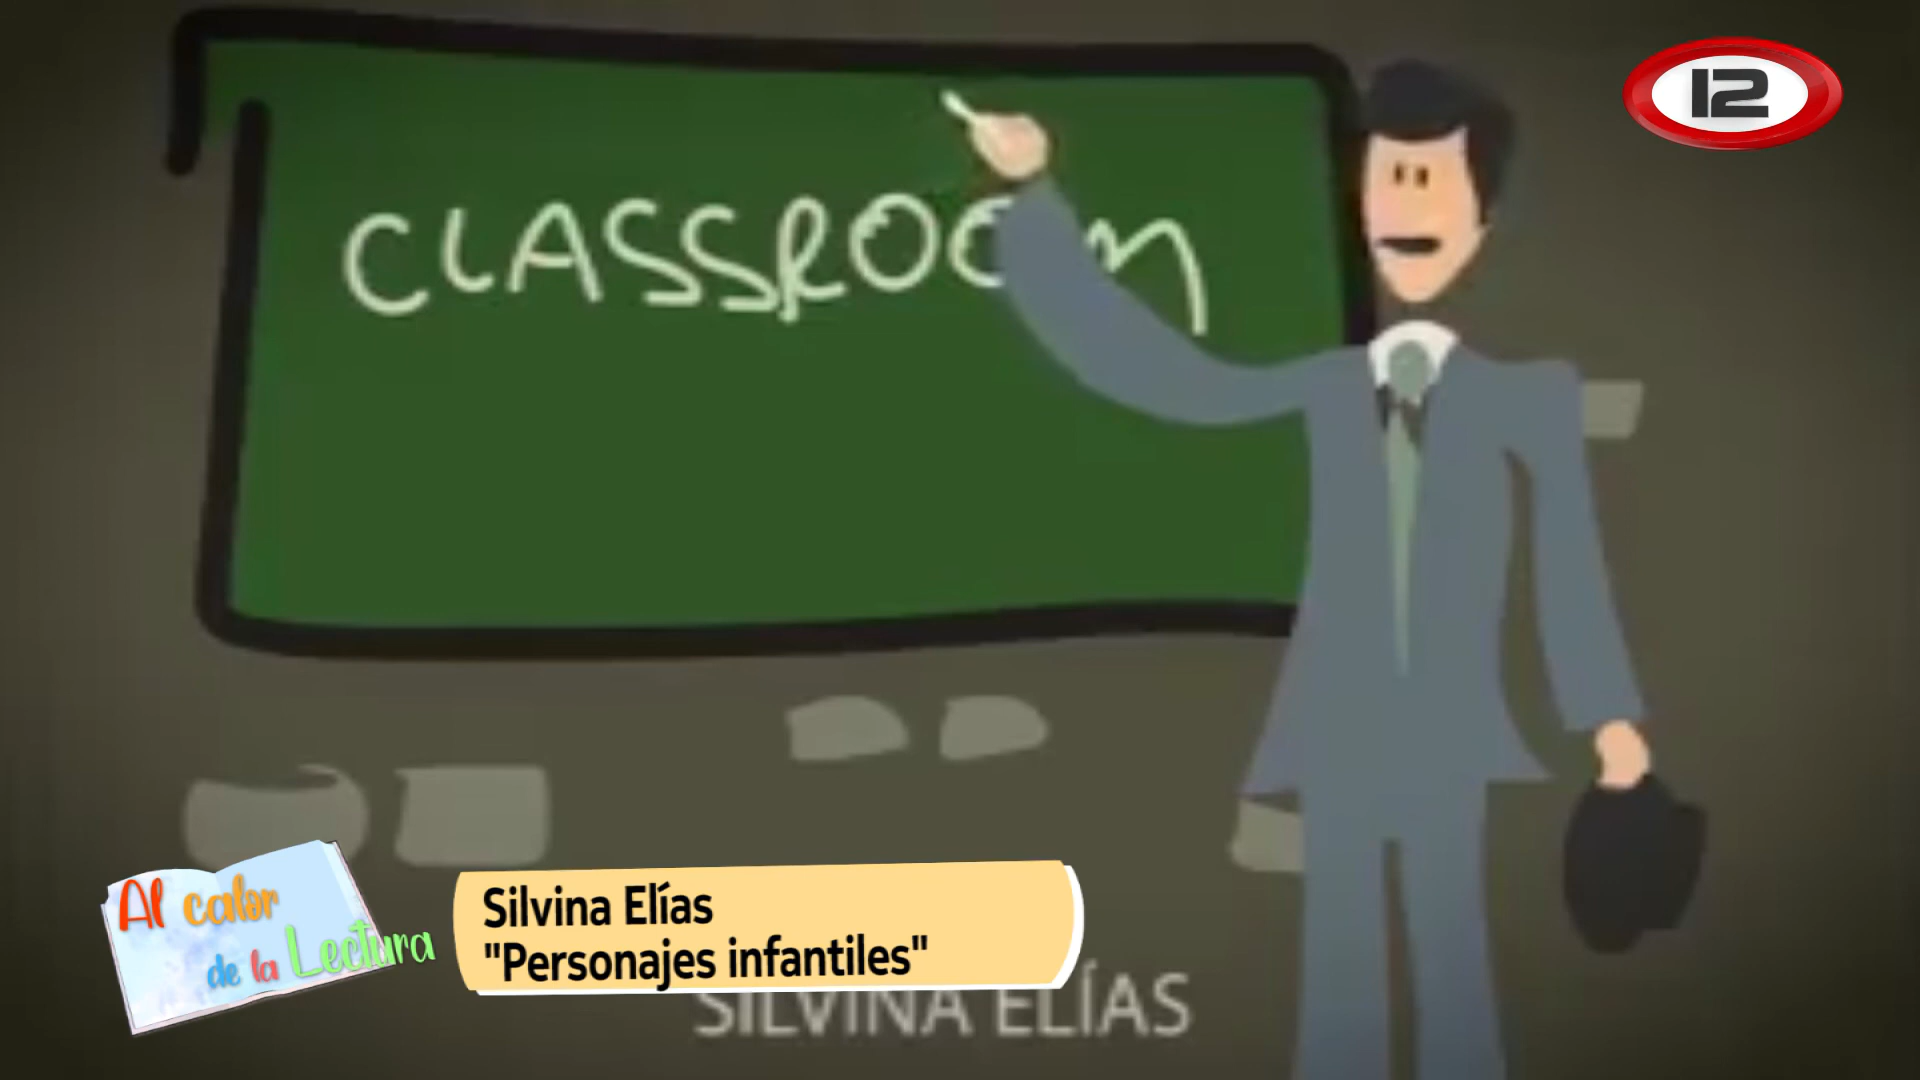 12
CLASSROOM
Al calor
de la Lectura
Silvina Elías
"Personajes infantiles"
SILVINA ELÍAS